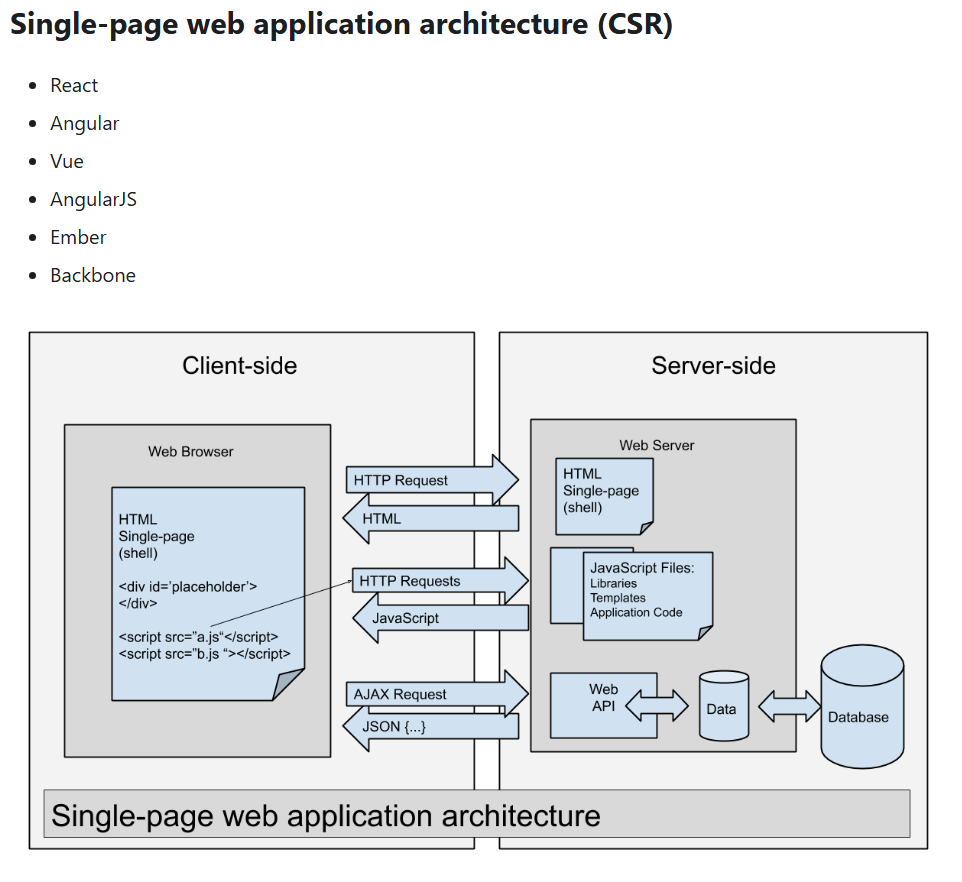 Single-page web application architecture (CSR)
React
Angular
Vue
AngularJS
Ember
Backbone
Client-side
Server-side
Web Browser
HTML
Single-page
(shell)
<div id='placeholder'>
</div>
<script src="a.js“</script>
<script src="b.js “></script>
HTTP Request
HTML
HTTP Requests
JavaScript
AJAX Request
JSON {...}
Web Server
HTML
Single-page
(shell)
JavaScript Files:
Libraries
Templates
Application Code
Web
API
Data
Database
Single-page web application architecture